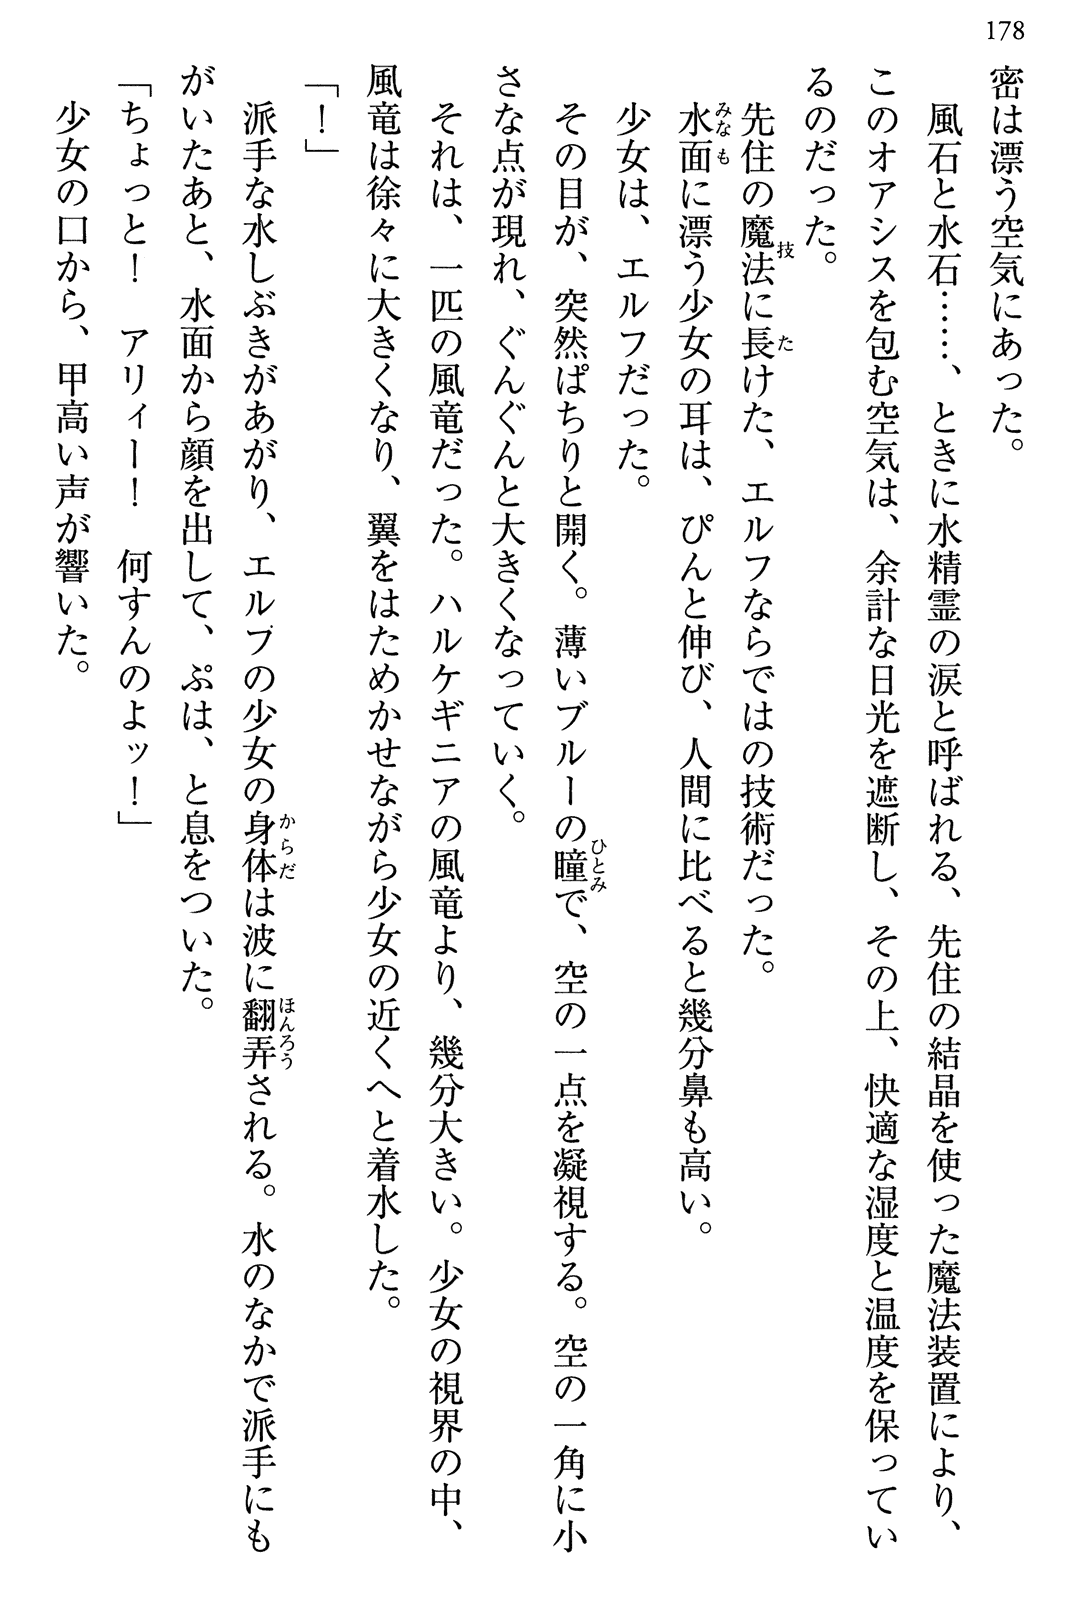 178
密は漂う空気にあった。
　風石と水石……、ときに水精霊の涙と呼ばれる、先住の結晶を使った魔法装置により、
このオアシスを包む空気は、余計な日光を遮断し、その上、快適な湿度と温度を保ってい
るのだった。
　先住の魔法技に長たけた、エルフならではの技術だった。
　水面みなもに漂う少女の耳は、ぴんと伸び、人間に比べると幾分鼻も高い。
　少女は、エルフだった。
　その目が、突然ぱちりと開く。薄いブルーの瞳ひとみで、空の一点を凝視する。空の一角に小
さな点が現れ、ぐんぐんと大きくなっていく。
　それは、一匹の風竜だった。ハルケギニアの風竜より、幾分大きい。少女の視界の中、
風竜は徐々に大きくなり、翼をはためかせながら少女の近くへと着水した。
「！」
　派手な水しぶきがあがり、エルフの少女の身体からだは波に翻弄ほんろうされる。水のなかで派手にも
がいたあと、水面から顔を出して、ぷは、と息をついた。
「ちょっと！　アリィー！　何すんのよッ！」
　少女の口から、甲高い声が響いた。